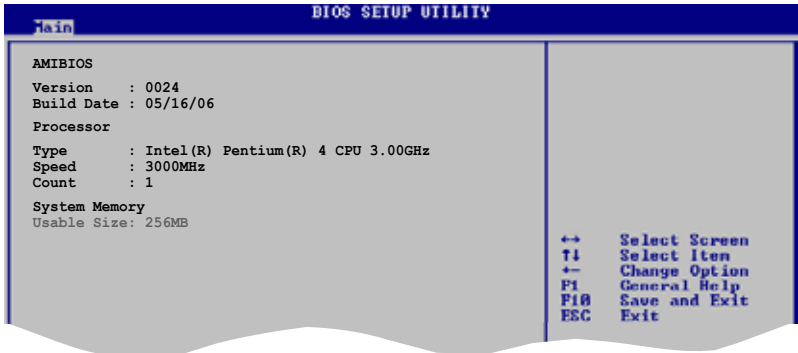 BIOS SETUP UTILITY
Main
AMIBIOS
Version : 0024
Build Date : 05/16/06
Processor
Type : Intel(R) Pentium(R) 4 CPU 3.00GHz
Speed : 3000MHz
Count : 1
System Memory
Usable Size: 256MB
←→ Select Screen
↑↓ Select Item
+- Change Option
F1 General Help
F10 Save and Exit
ESC Exit